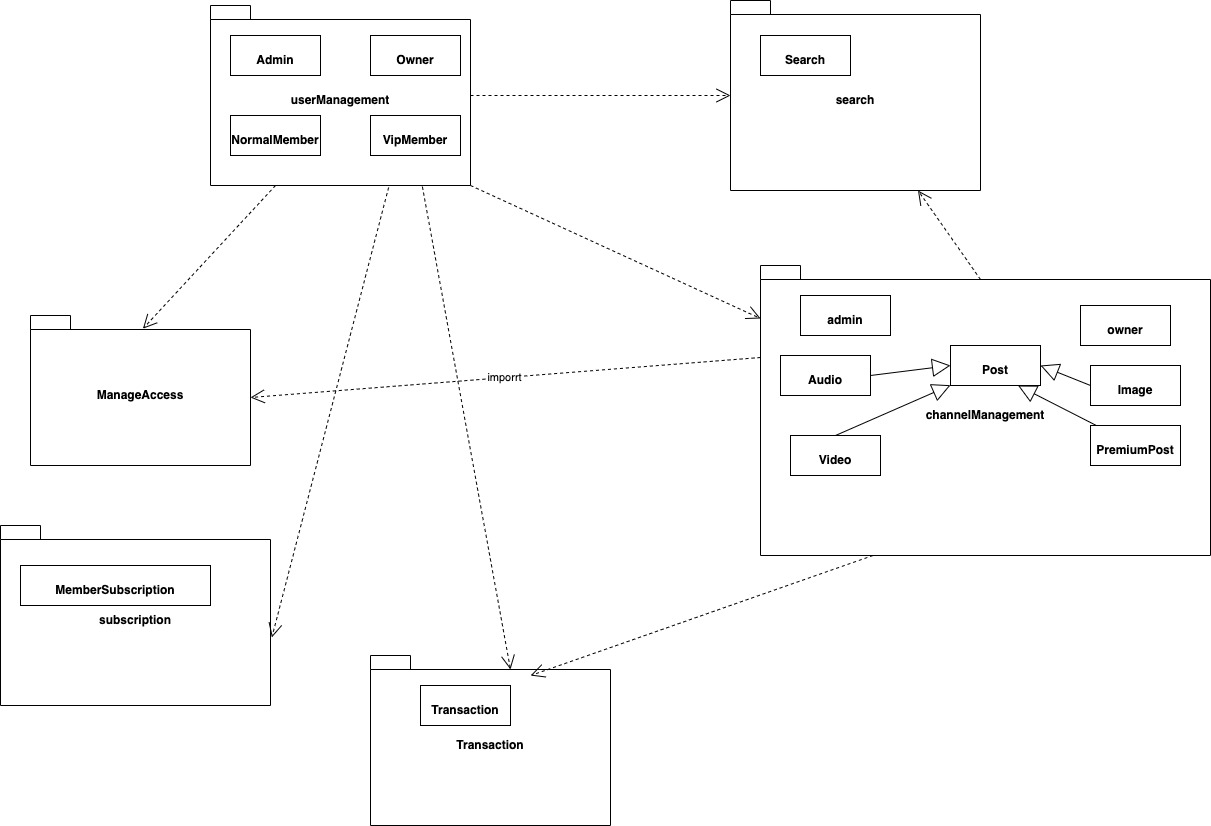 Admin
Owner
userManagement
NormalMember
VipMember
Search
search
admin
owner
Audio
Post
Image
channelManagement
Video
PremiumPost
imporrt
ManageAccess
MemberSubscription
subscription
Transaction
Transaction